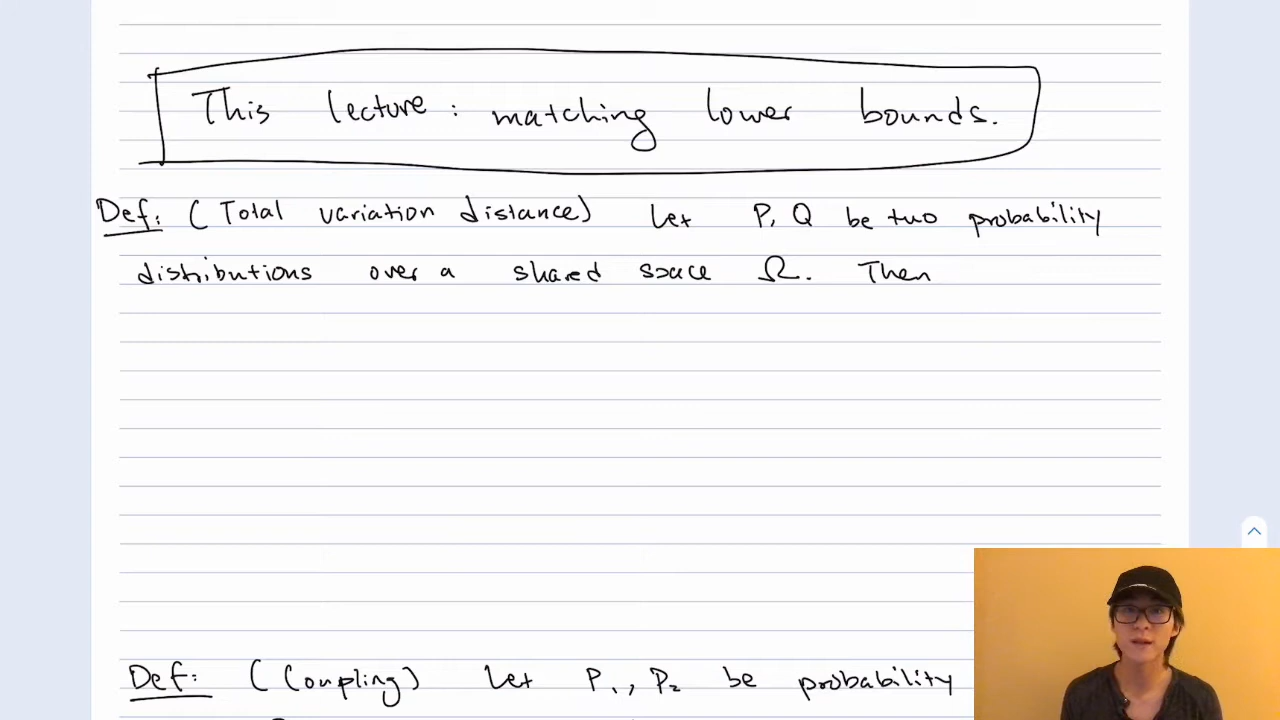 This lecture: matching lower bounds.
Def: (Total variation distance) Let P, Q be two probability
distributions over a shared space Ω. Then
Def: (Coupling) Let P₁, P₂ be probability